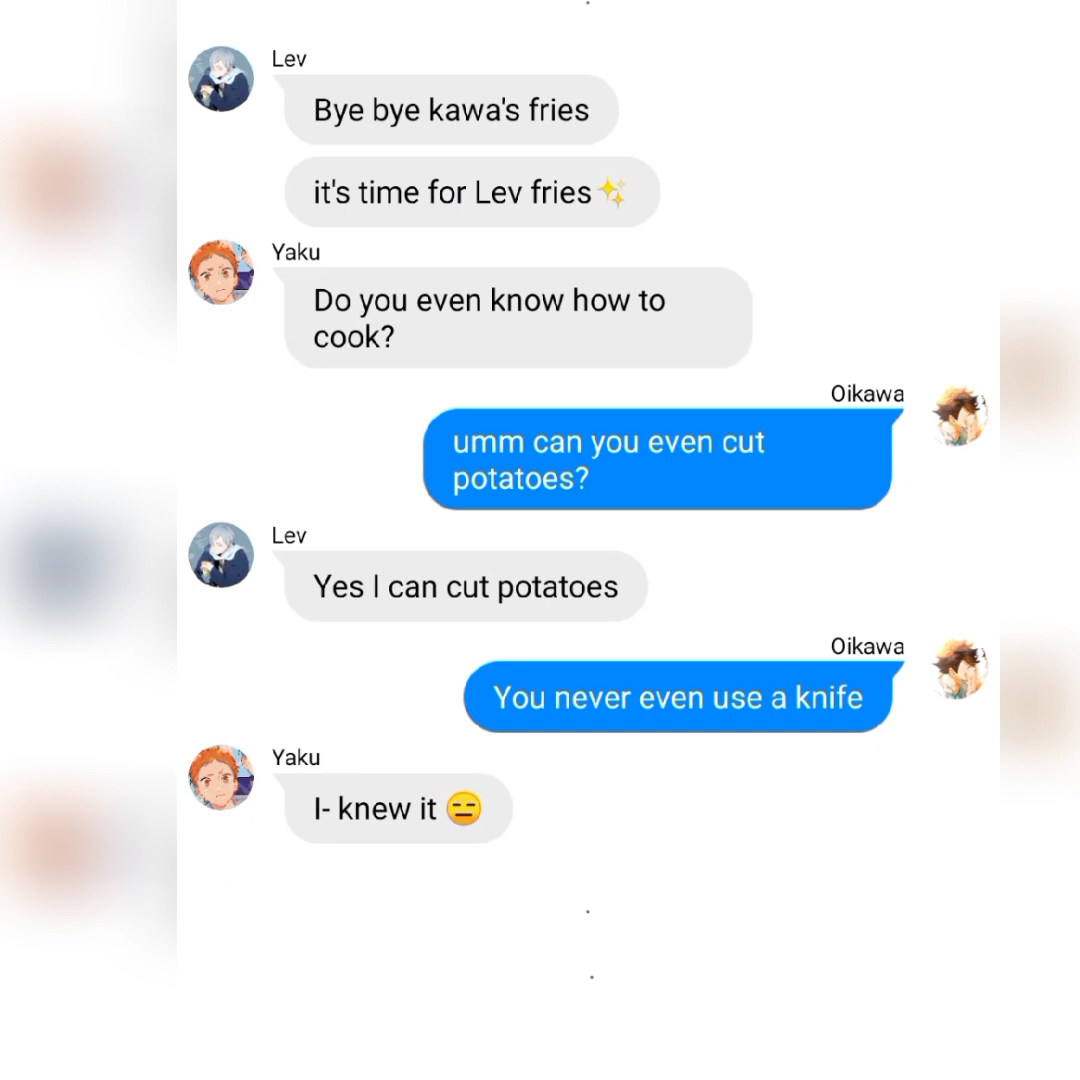 Lev
Bye bye kawa's fries
it's time for Lev fries✨
Yaku
Do you even know how to
cook?
Oikawa
umm can you even cut
potatoes?
Lev
Yes I can cut potatoes
Oikawa
You never even use a knife
Yaku
I- knew it 😑